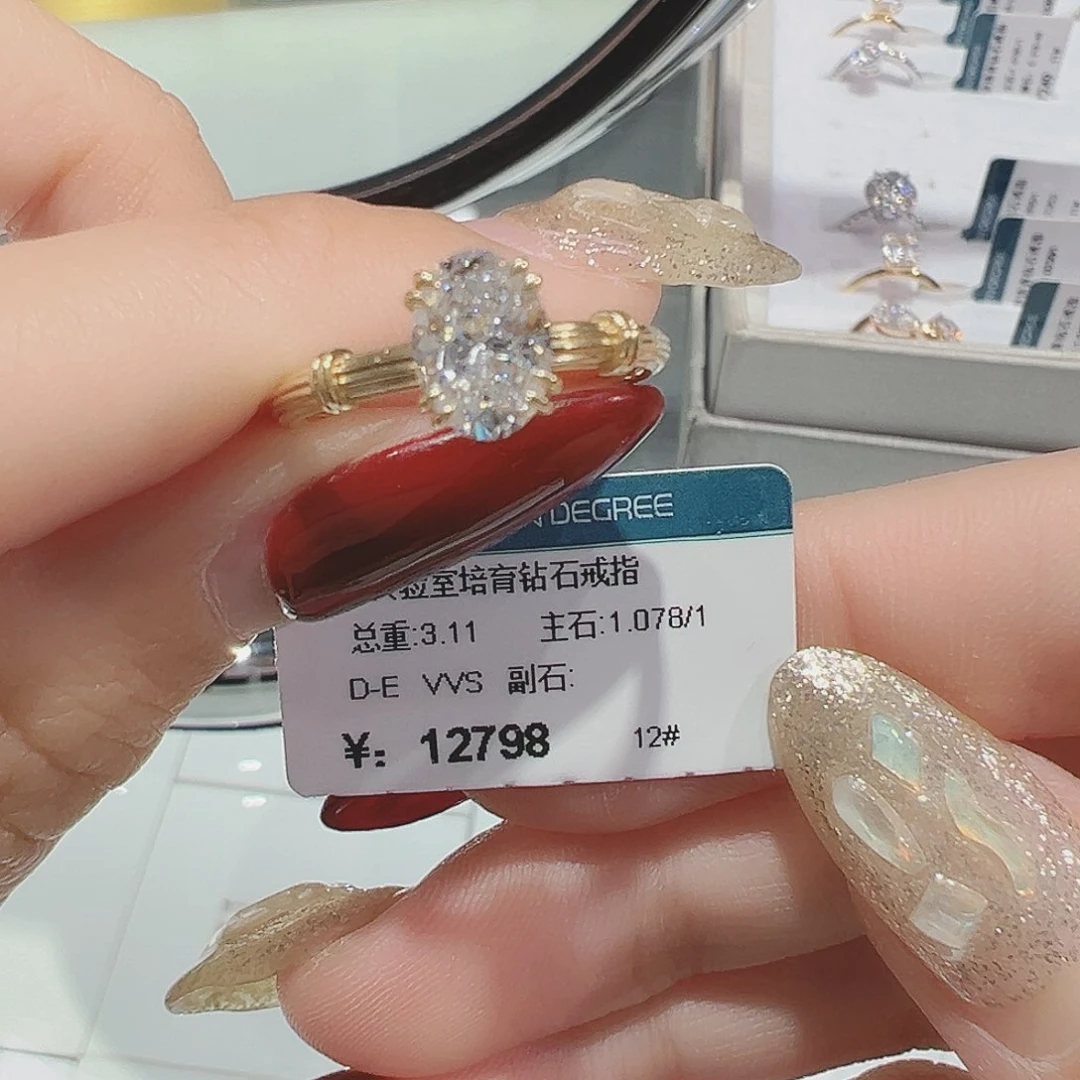 DEGREE
验室培育钻石戒指
总重:3.11 主石:1.078/1
D-E VVS 副石:
¥: 12798 12#